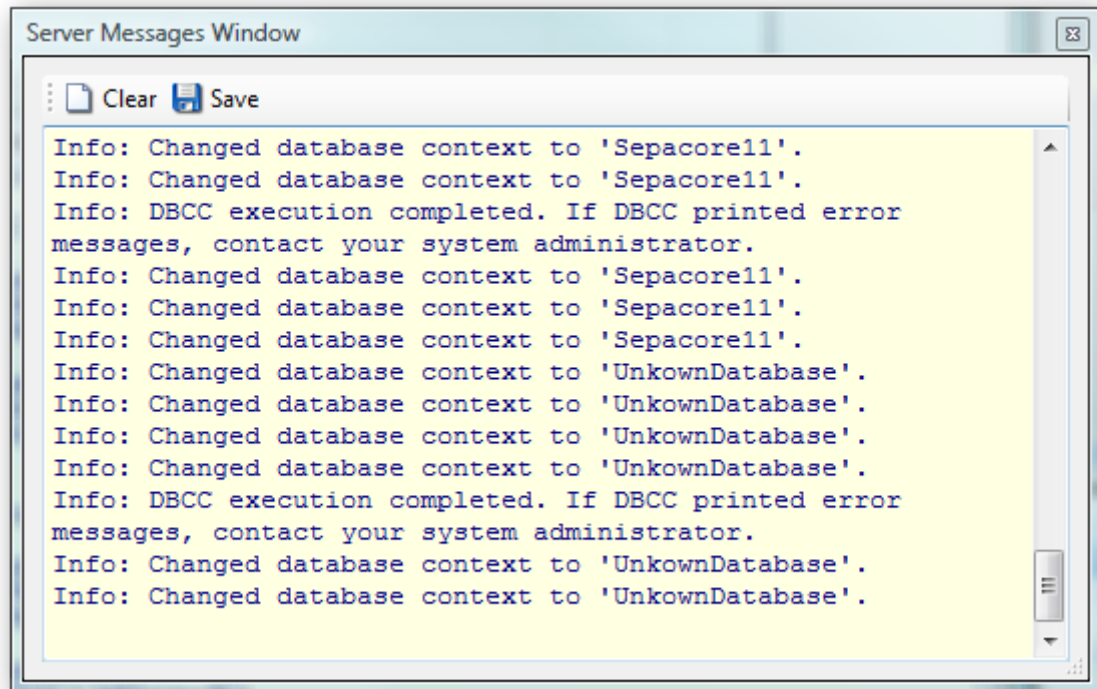 Server Messages Window
Clear Save
Info: Changed database context to 'Sepacore11'.
Info: Changed database context to 'Sepacore11'.
Info: DBCC execution completed. If DBCC printed error
messages, contact your system administrator.
Info: Changed database context to 'Sepacore11'.
Info: Changed database context to 'Sepacore11'.
Info: Changed database context to 'Sepacore11'.
Info: Changed database context to 'UnkownDatabase'.
Info: Changed database context to 'UnkownDatabase'.
Info: Changed database context to 'UnkownDatabase'.
Info: Changed database context to 'UnkownDatabase'.
Info: DBCC execution completed. If DBCC printed error
messages, contact your system administrator.
Info: Changed database context to 'UnkownDatabase'.
Info: Changed database context to 'UnkownDatabase'.